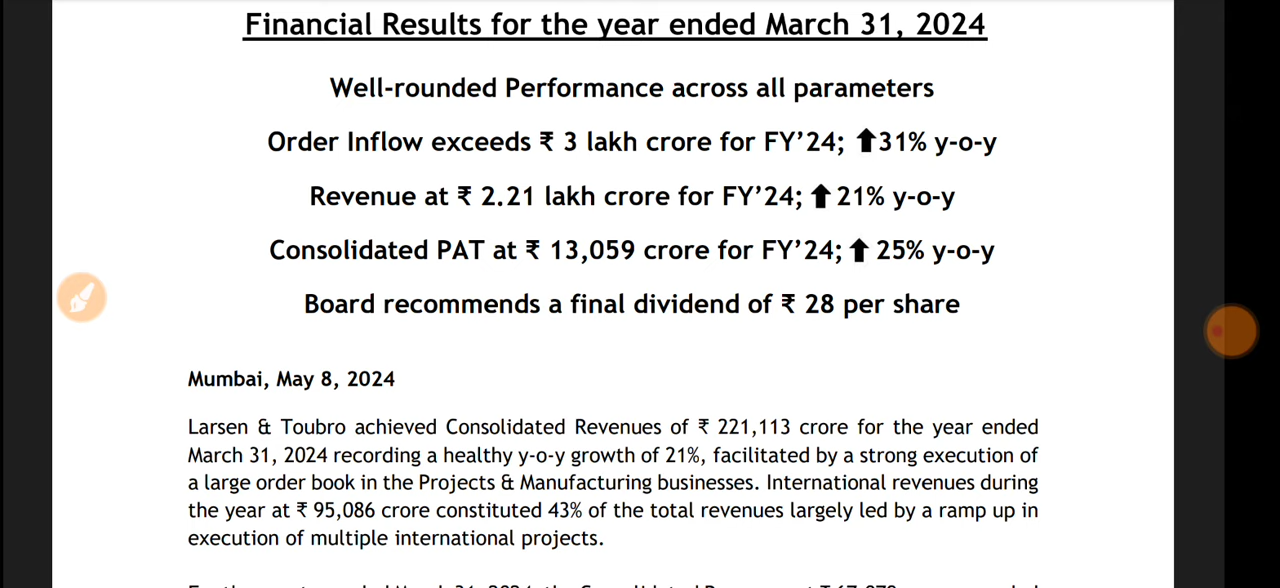 Financial Results for the year ended March 31, 2024
Well-rounded Performance across all parameters
Order Inflow exceeds ₹ 3 lakh crore for FY’24; ⬆31% y-o-y
Revenue at ₹ 2.21 lakh crore for FY’24; ⬆ 21% y-o-y
Consolidated PAT at ₹ 13,059 crore for FY’24; ⬆ 25% y-o-y
Board recommends a final dividend of ₹ 28 per share
Mumbai, May 8, 2024
Larsen & Toubro achieved Consolidated Revenues of ₹ 221,113 crore for the year ended
March 31, 2024 recording a healthy y-o-y growth of 21%, facilitated by a strong execution of
a large order book in the Projects & Manufacturing businesses. International revenues during
the year at ₹ 95,086 crore constituted 43% of the total revenues largely led by a ramp up in
execution of multiple international projects.